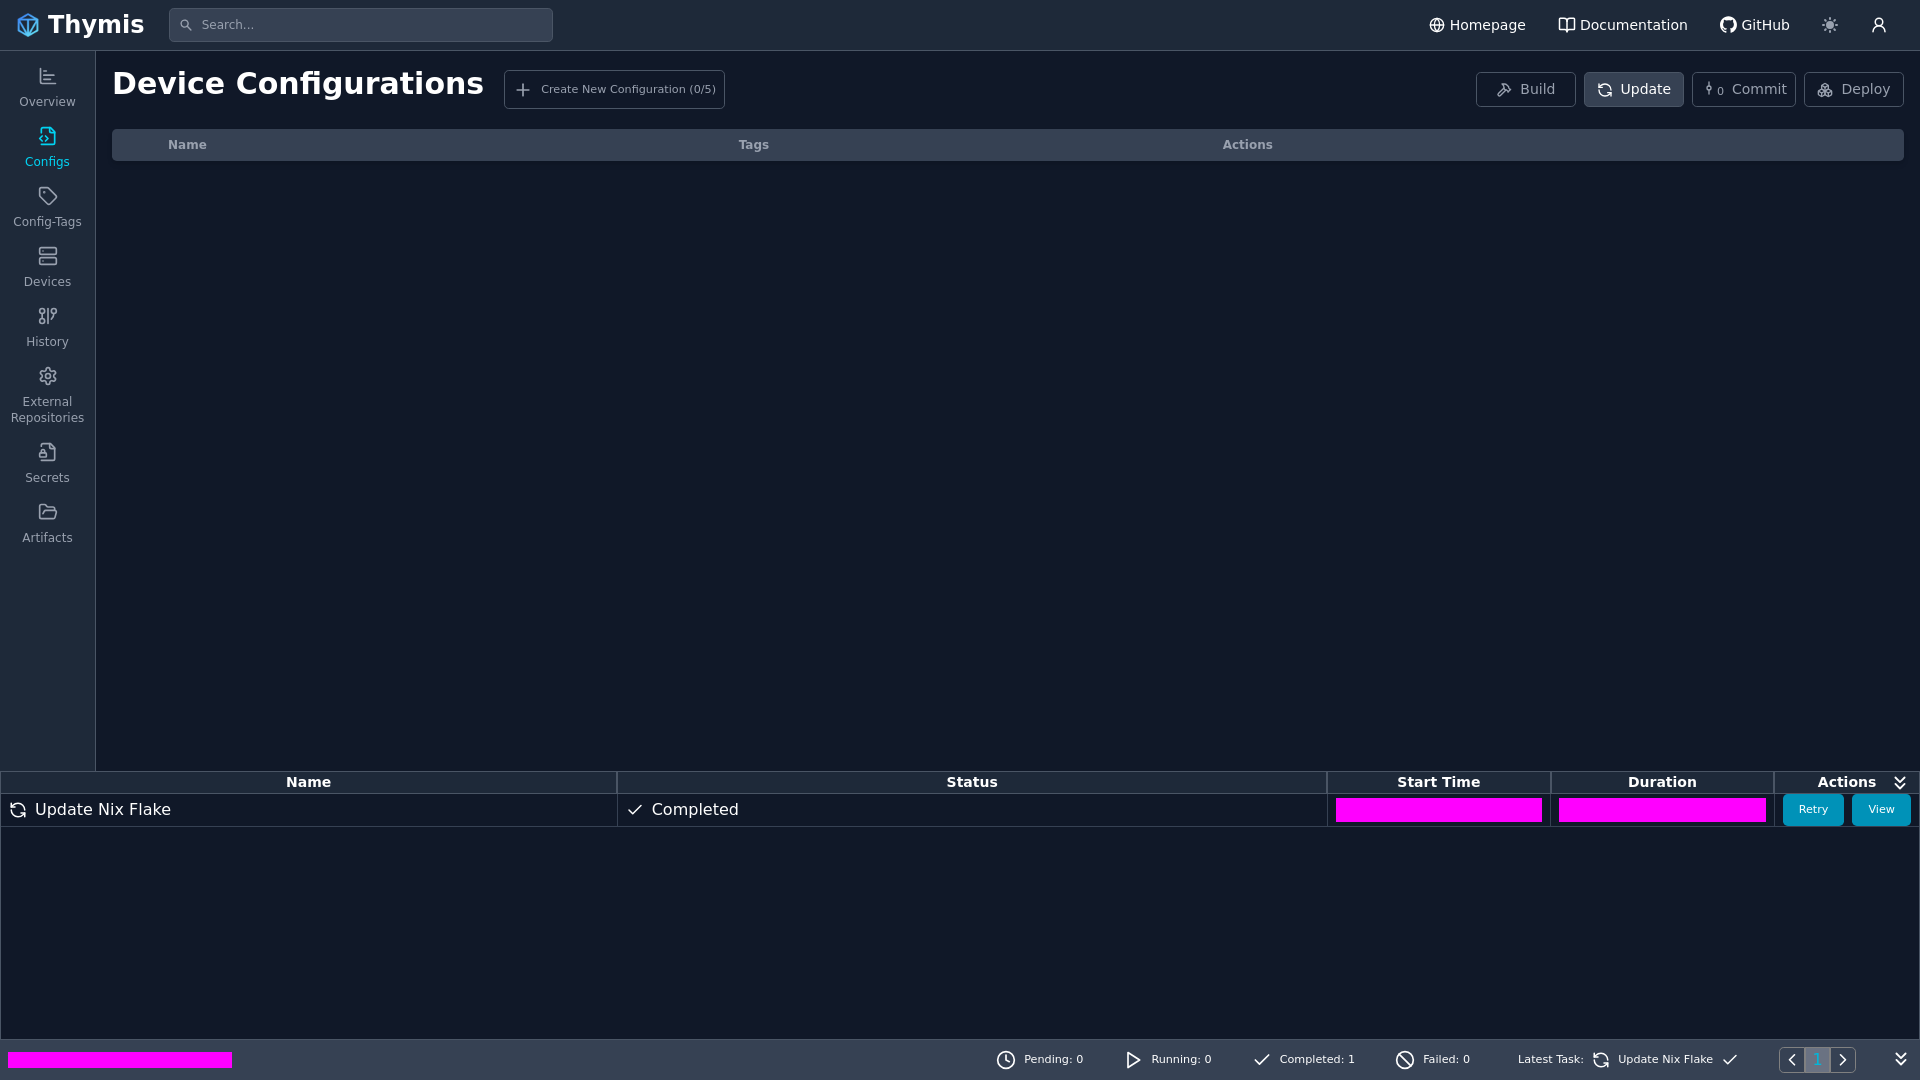 Thymis
Search...
Homepage
Documentation
GitHub
Overview
Configs
Config-Tags
Devices
History
External
Repositories
Secrets
Artifacts
Device Configurations
Create New Configuration (0/5)
Build
Update
0 Commit
Deploy
Name Tags Actions
Name Status Start Time Duration Actions
Update Nix Flake Completed Retry View
Pending: 0 Running: 0 Completed: 1 Failed: 0 Latest Task: Update Nix Flake 1